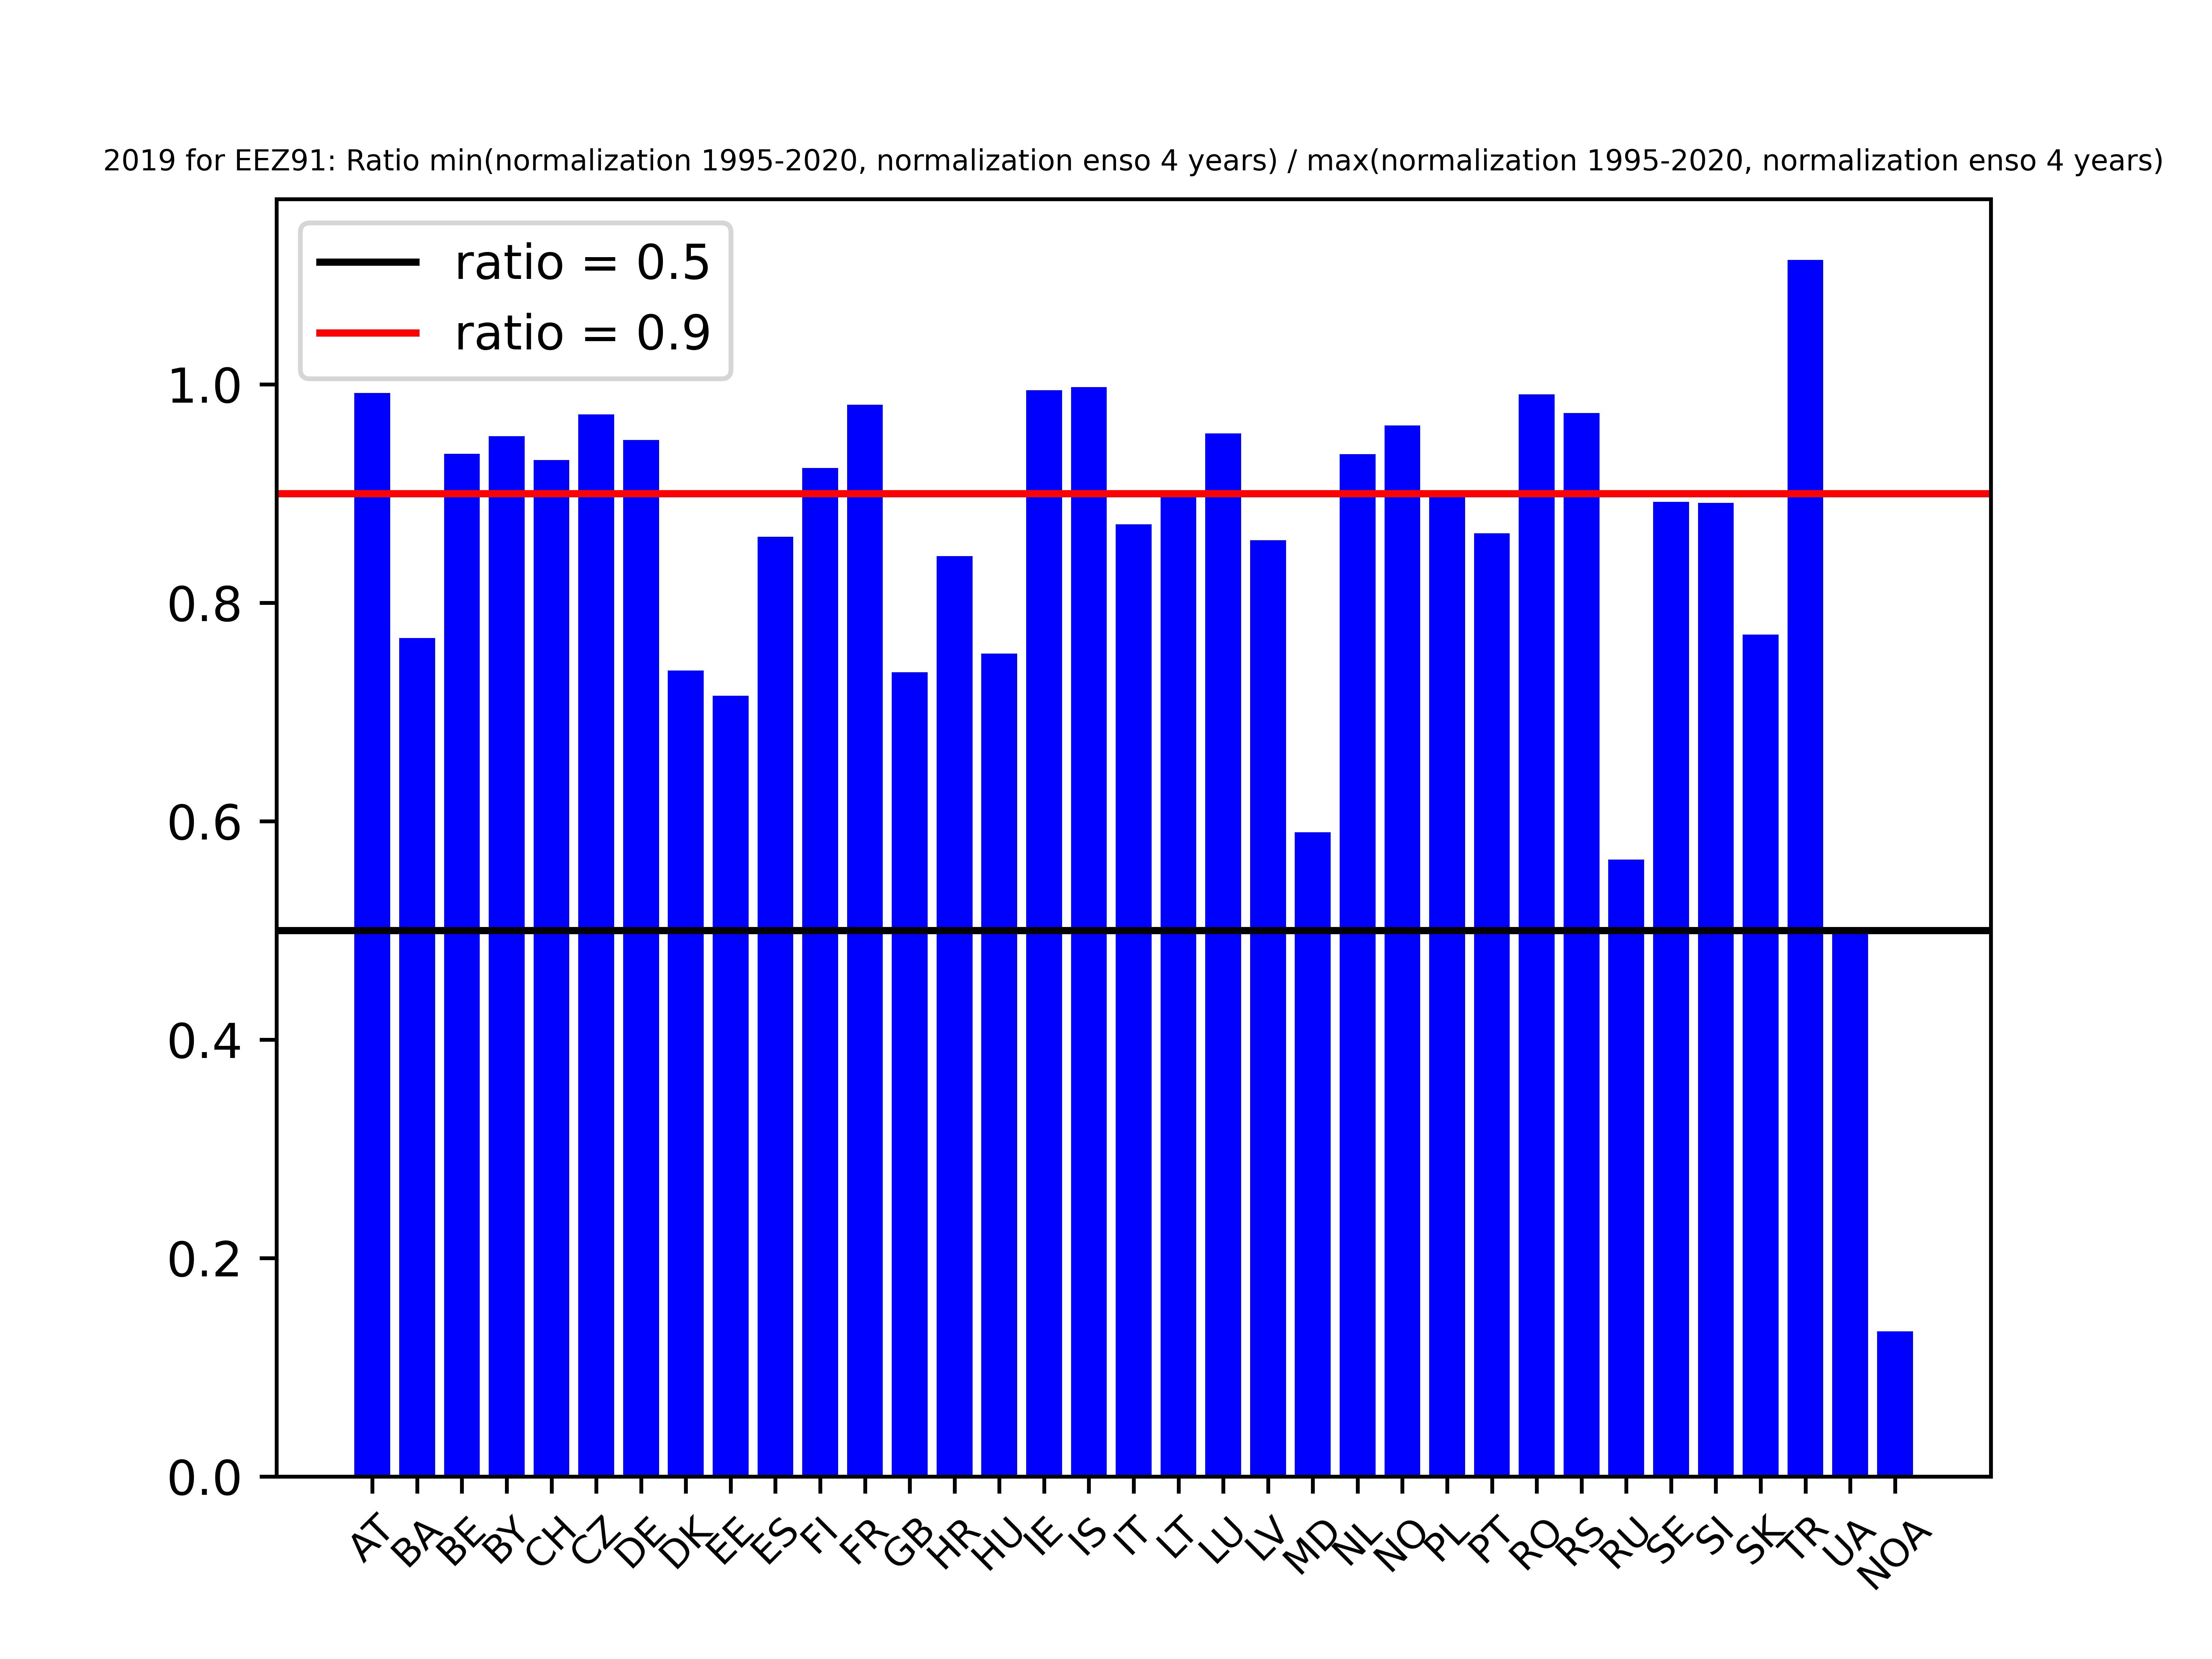 2019 for EEZ91: Ratio min(normalization 1995-2020, normalization enso 4 years) / max(normalization 1995-2020, normalization enso 4 years)
ratio = 0.5
ratio = 0.9
1.0
0.8
0.6
0.4
0.2
0.0
AT BA BE BY CH CZ DE DK EE ES FI FR GB HR HU IE IS IT LT LU LV MD NL NO PL PT RO RS RU SE SI SK TR UA NOA